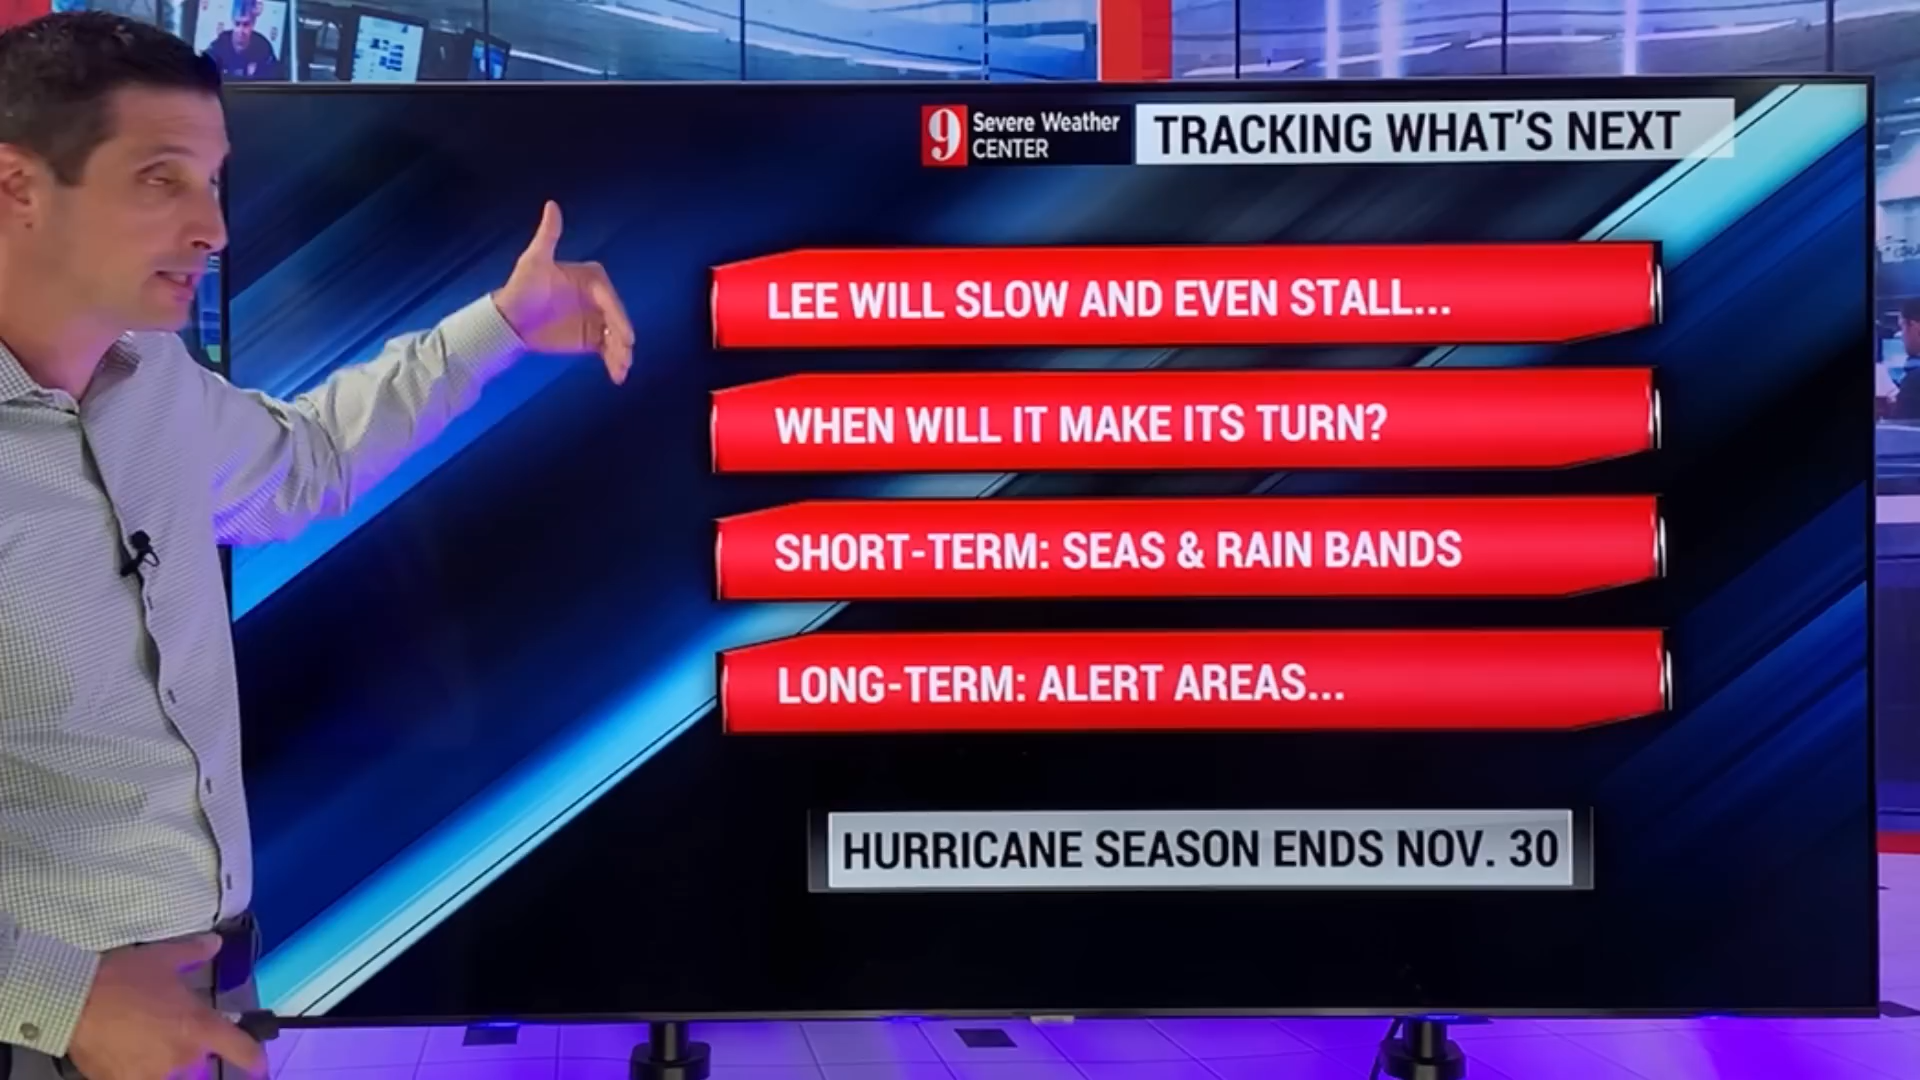 9 Severe Weather
CENTER
TRACKING WHAT'S NEXT
LEE WILL SLOW AND EVEN STALL...
WHEN WILL IT MAKE ITS TURN?
SHORT-TERM: SEAS & RAIN BANDS
LONG-TERM: ALERT AREAS...
HURRICANE SEASON ENDS NOV. 30